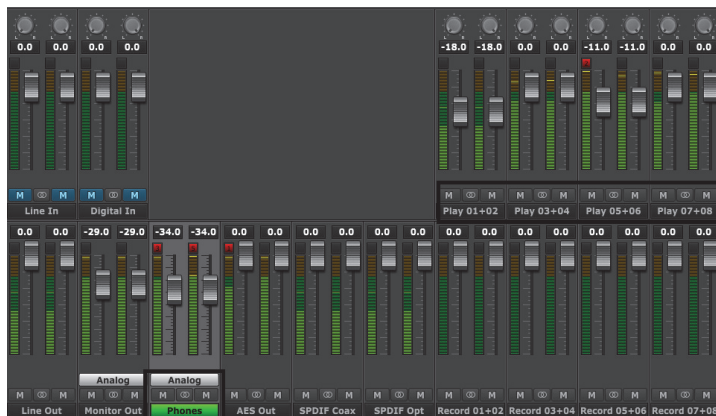 L R L R L R L R L R L R L R L R L R L R L R L R
0.0 0.0 0.0 0.0 -18.0 -18.0 0.0 0.0 -11.0 -11.0 0.0 0.0
M M M M M M M M M M M M
Line In Digital In Play 01+02 Play 03+04 Play 05+06 Play 07+08
0.0 0.0 -29.0 -29.0 -34.0 -34.0 0.0 0.0 0.0 0.0 0.0 0.0 0.0 0.0 0.0 0.0 0.0 0.0 0.0 0.0
Analog Analog
M M M M M M M M M M M M M M M M M M M M
Line Out Monitor Out Phones AES Out SPDIF Coax SPDIF Opt Record 01+02 Record 03+04 Record 05+06 Record 07+08